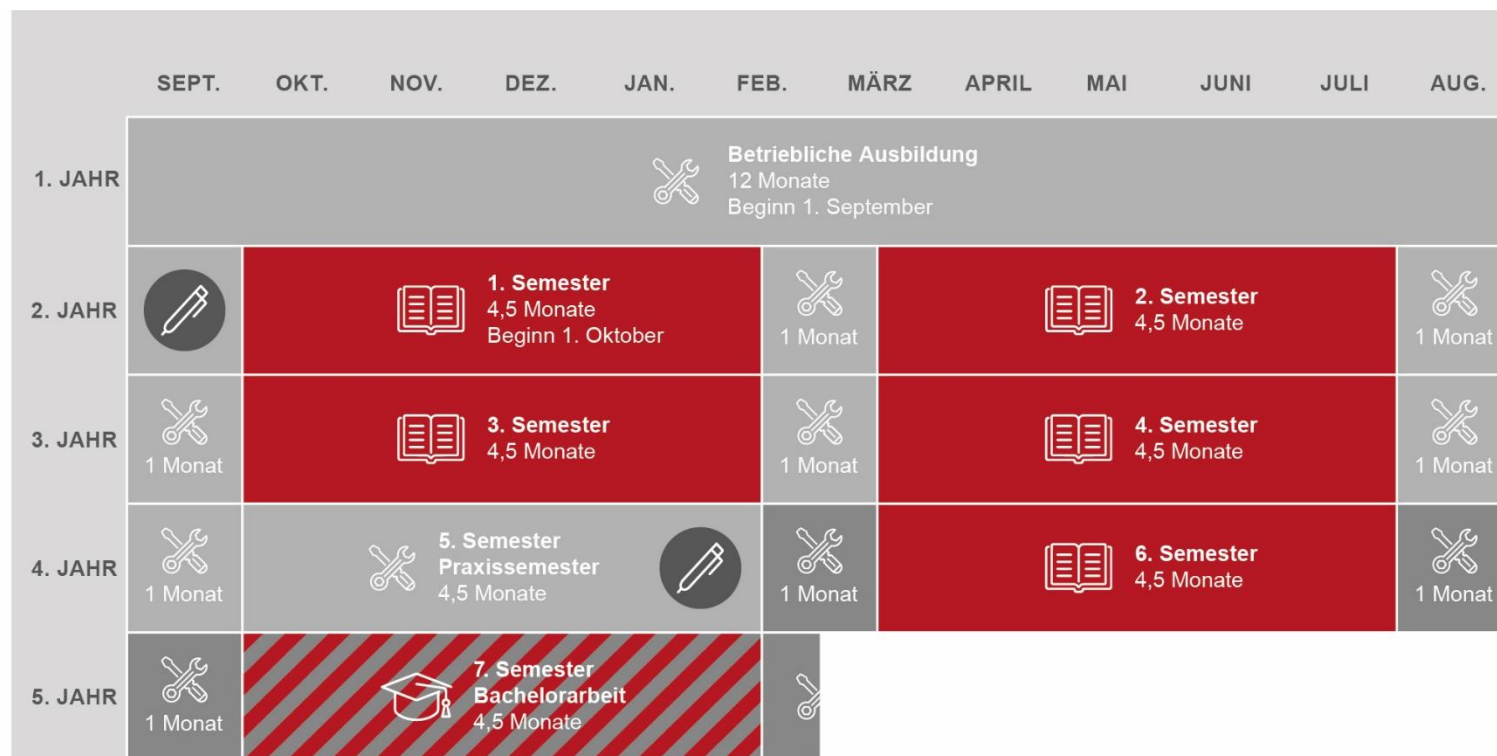 SEPT. OKT. NOV. DEZ. JAN. FEB. MÄRZ APRIL MAI JUNI JULI AUG.
1. JAHR
Betriebliche Ausbildung
12 Monate
Beginn 1. September
2. JAHR
1. Semester
4,5 Monate
Beginn 1. Oktober
1 Monat
2. Semester
4,5 Monate
1 Monat
3. JAHR
1 Monat
3. Semester
4,5 Monate
1 Monat
4. Semester
4,5 Monate
1 Monat
4. JAHR
1 Monat
5. Semester
Praxissemester
4,5 Monate
1 Monat
6. Semester
4,5 Monate
1 Monat
5. JAHR
1 Monat
7. Semester
Bachelorarbeit
4,5 Monate